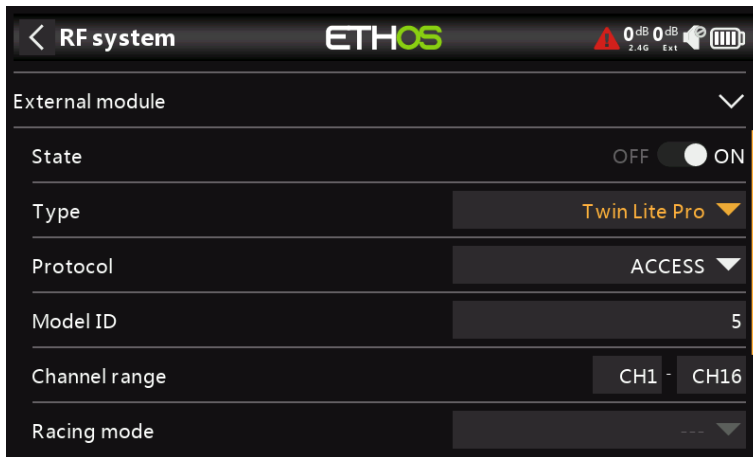 RF system ETHOS 0dB 2.4G 0dB Ext
External module
State OFF ON
Type Twin Lite Pro
Protocol ACCESS
Model ID 5
Channel range CH1 - CH16
Racing mode ---